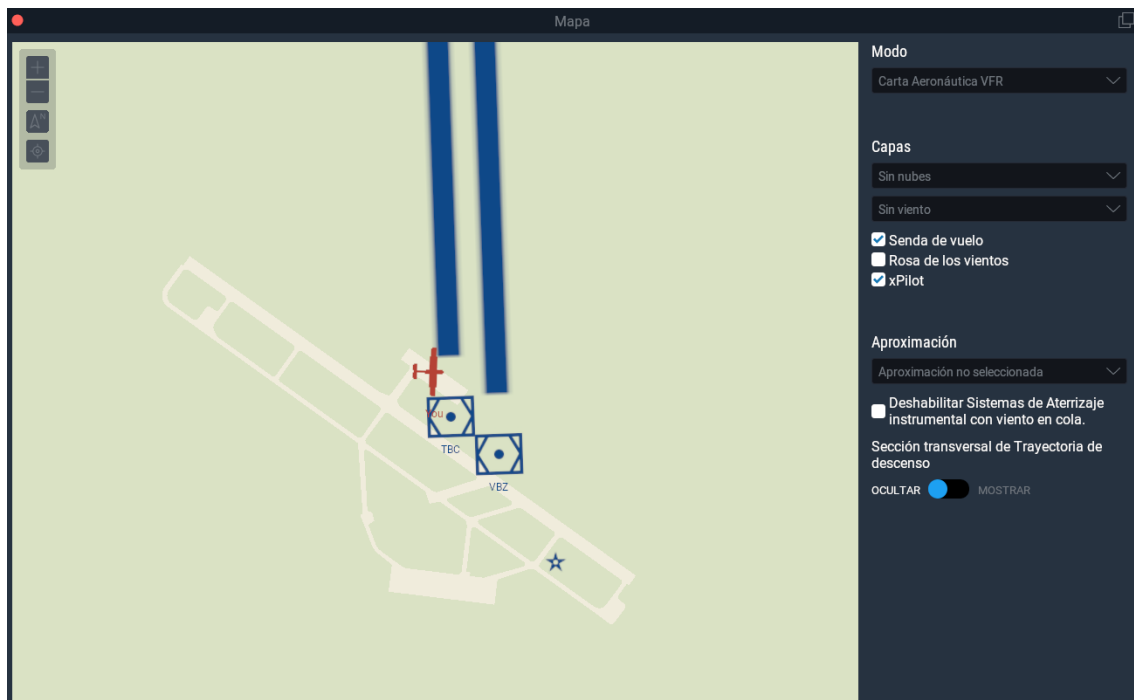 Mapa
Modo
Carta Aeronáutica VFR
Capas
Sin nubes
Sin viento
Senda de vuelo
Rosa de los vientos
xPilot
Aproximación
Aproximación no seleccionada
Deshabilitar Sistemas de Aterrizaje
instrumental con viento en cola.
Sección transversal de Trayectoria de
descenso
OCULTAR MOSTRAR
N
You
TBC
VBZ